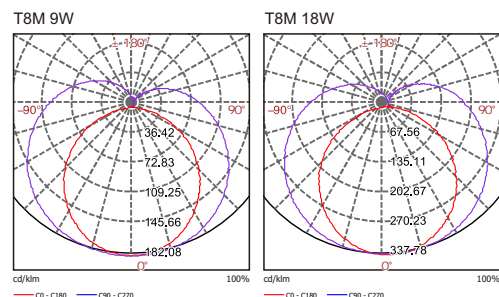 T8M 9W
± 180°
-90° 90°
36.42
72.83
109.25
145.66
182.08
0°
cd/klm 100%
C0 - C180 C90 - C270
T8M 18W
± 180°
-90° 90°
67.56
135.11
202.67
270.23
337.78
0°
cd/klm 100%
C0 - C180 C90 - C270